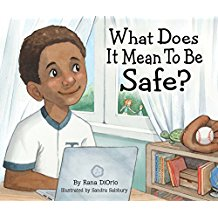 What Does
It Mean To Be
Safe?
By Rana DiOrio
Illustrated by Sandra Salsbury